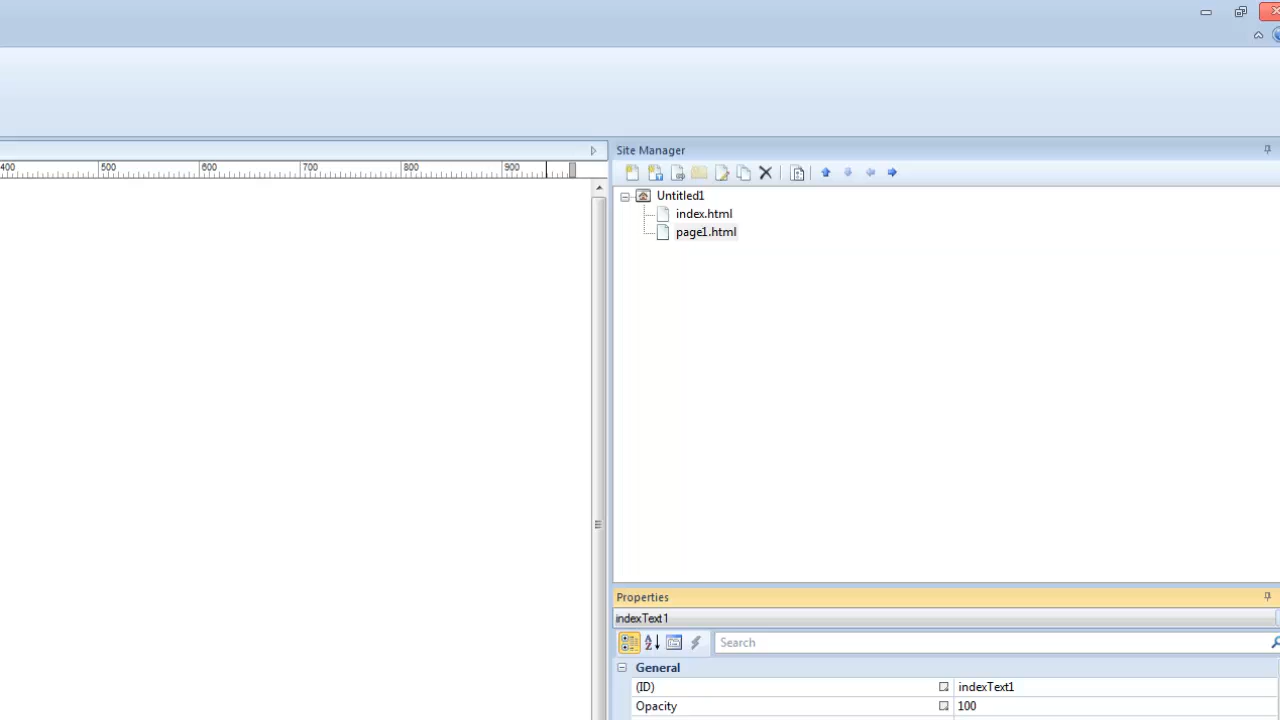 Site Manager
400 500 600 700 800 900
Untitled1
index.html
page1.html
Properties
indexText1
Search
General
(ID) indexText1
Opacity 100